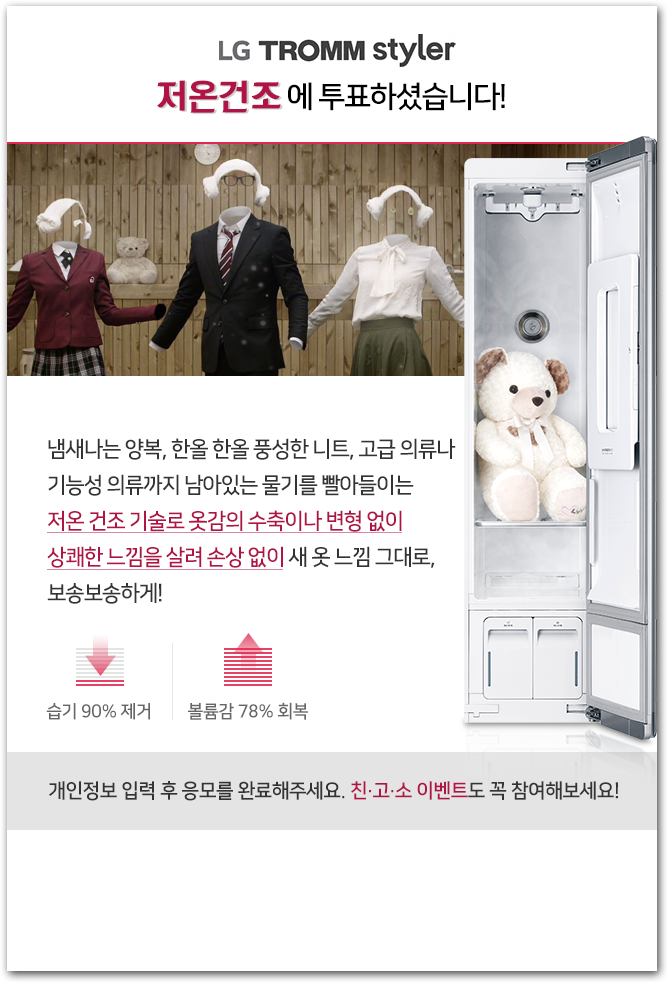 LG TROMM styler
저온건조 에 투표하셨습니다!
냄새나는 양복, 한올 한올 풍성한 니트, 고급 의류나
기능성 의류까지 남아있는 물기를 빨아들이는
저온 건조 기술로 옷감의 수축이나 변형 없이
상쾌한 느낌을 살려 손상 없이 새 옷 느낌 그대로,
보송보송하게!
습기 90% 제거
볼륨감 78% 회복
개인정보 입력 후 응모를 완료해주세요. 친·고·소 이벤트도 꼭 참여해보세요!